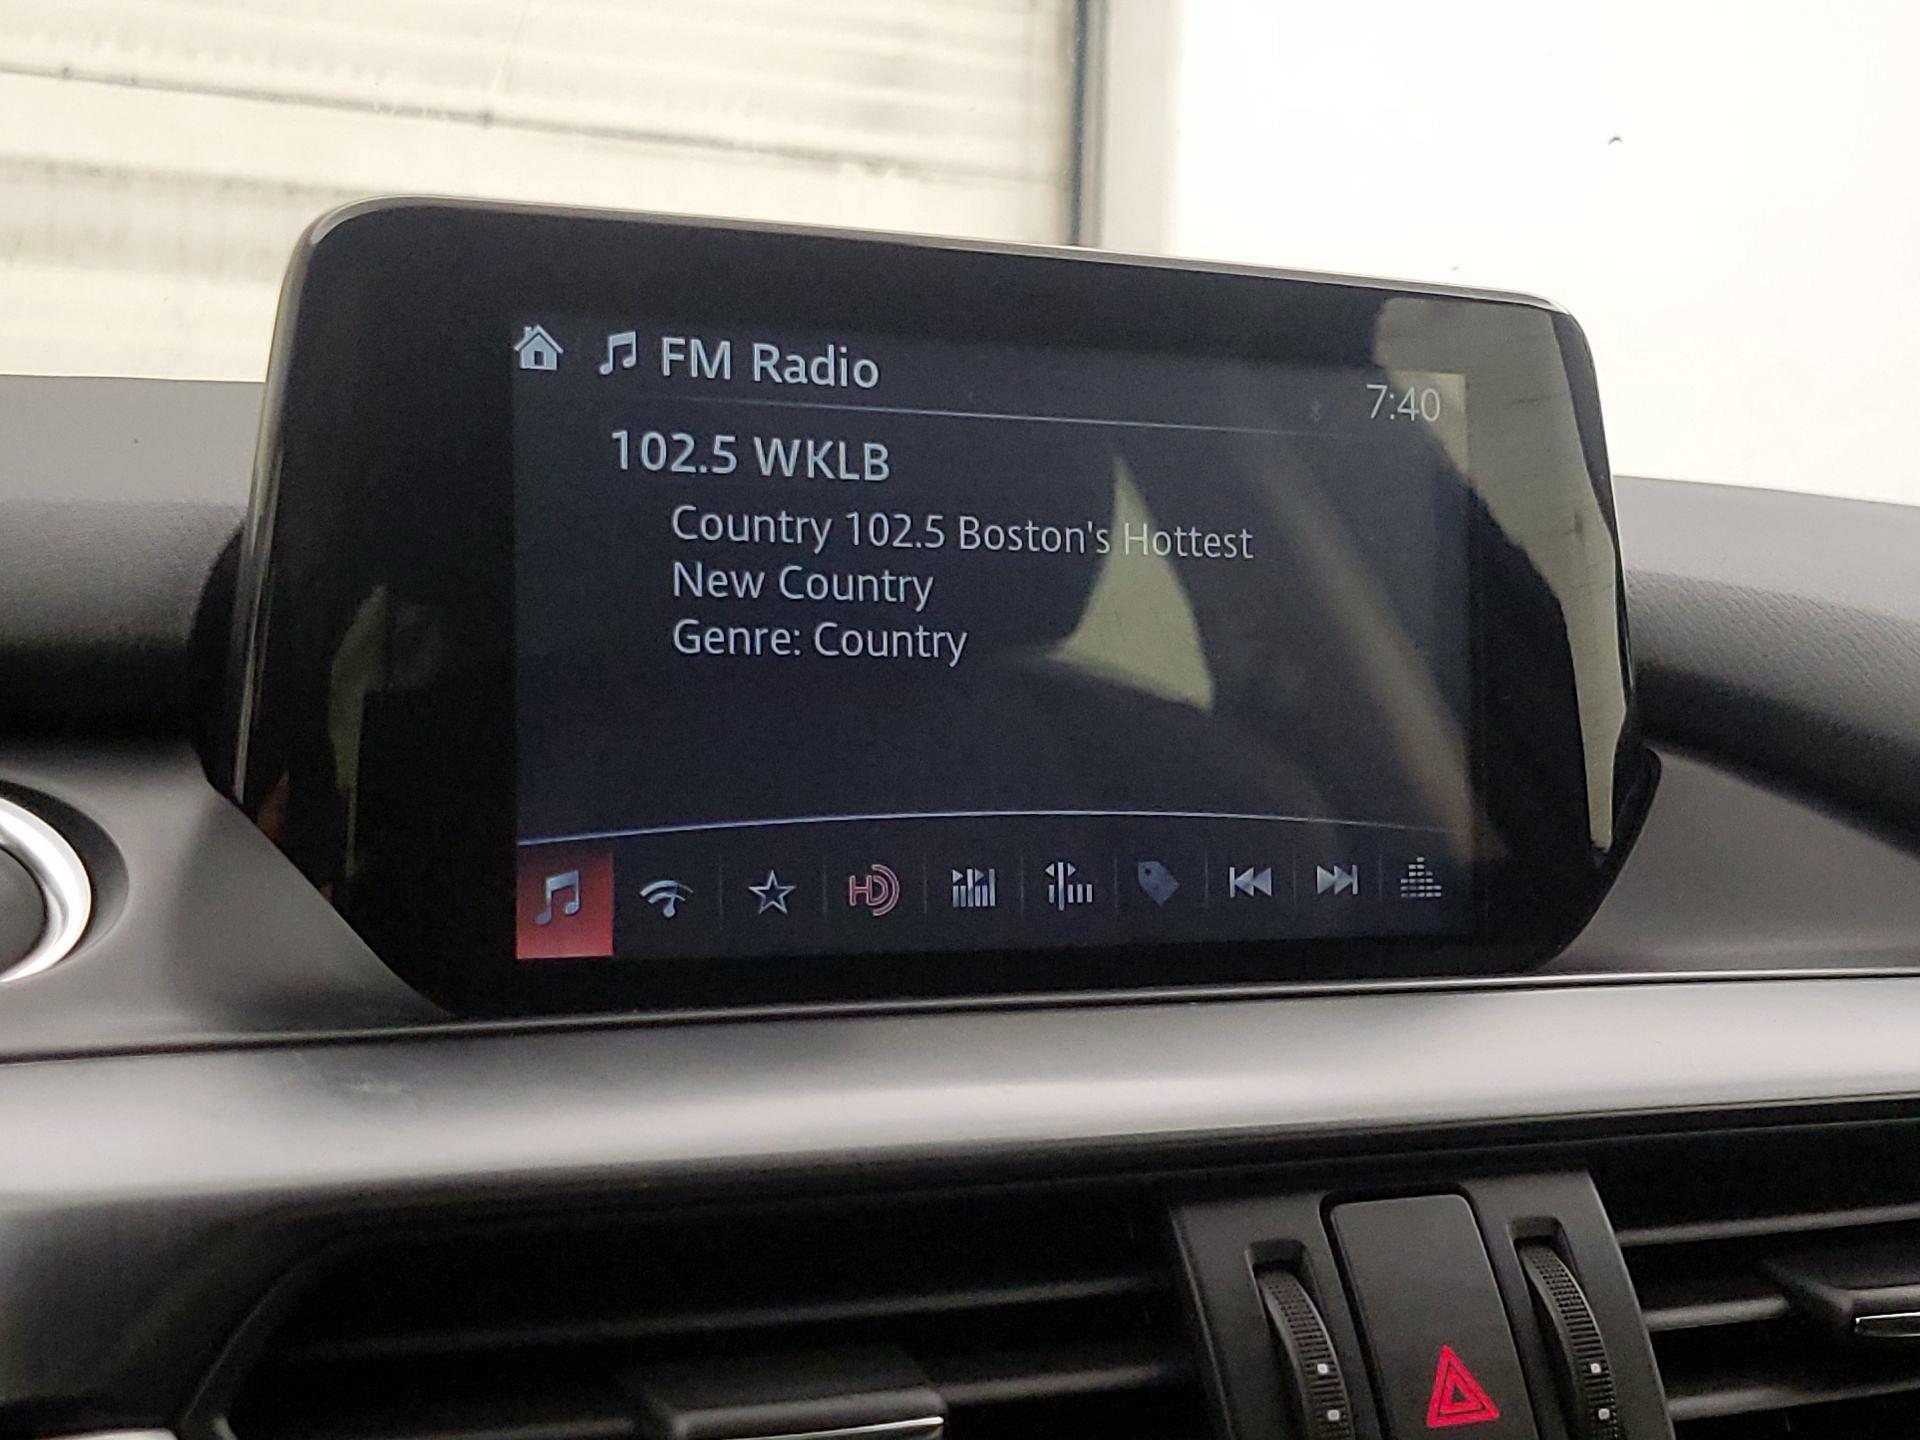 FM Radio
7:40
102.5 WKLB
Country 102.5 Boston's Hottest
New Country
Genre: Country
HD